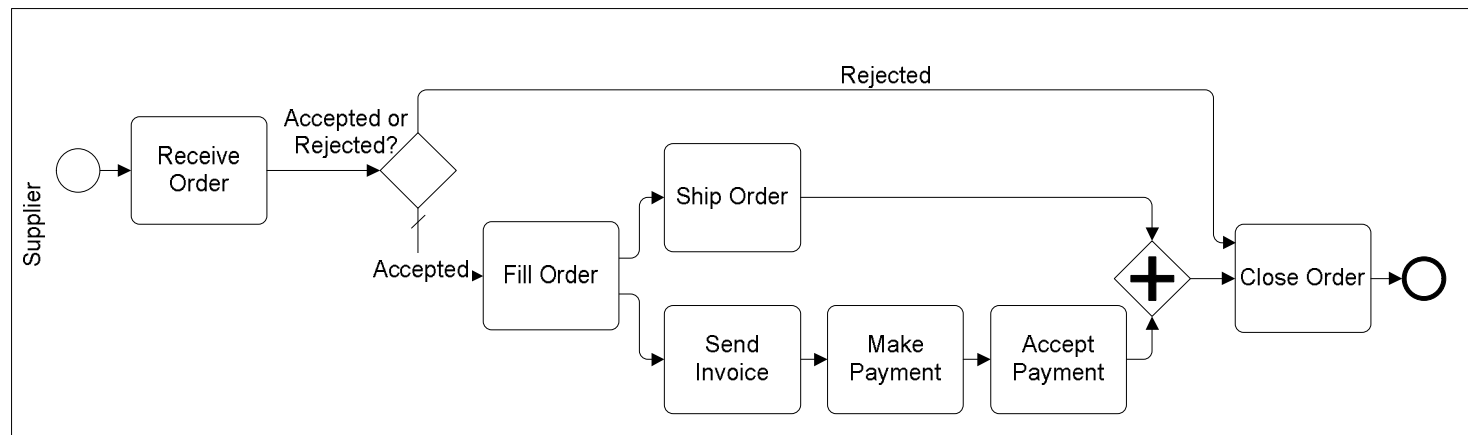 Supplier
Receive
Order
Accepted or
Rejected?
Rejected
Accepted
Fill Order
Ship Order
Send
Invoice
Make
Payment
Accept
Payment
Close Order